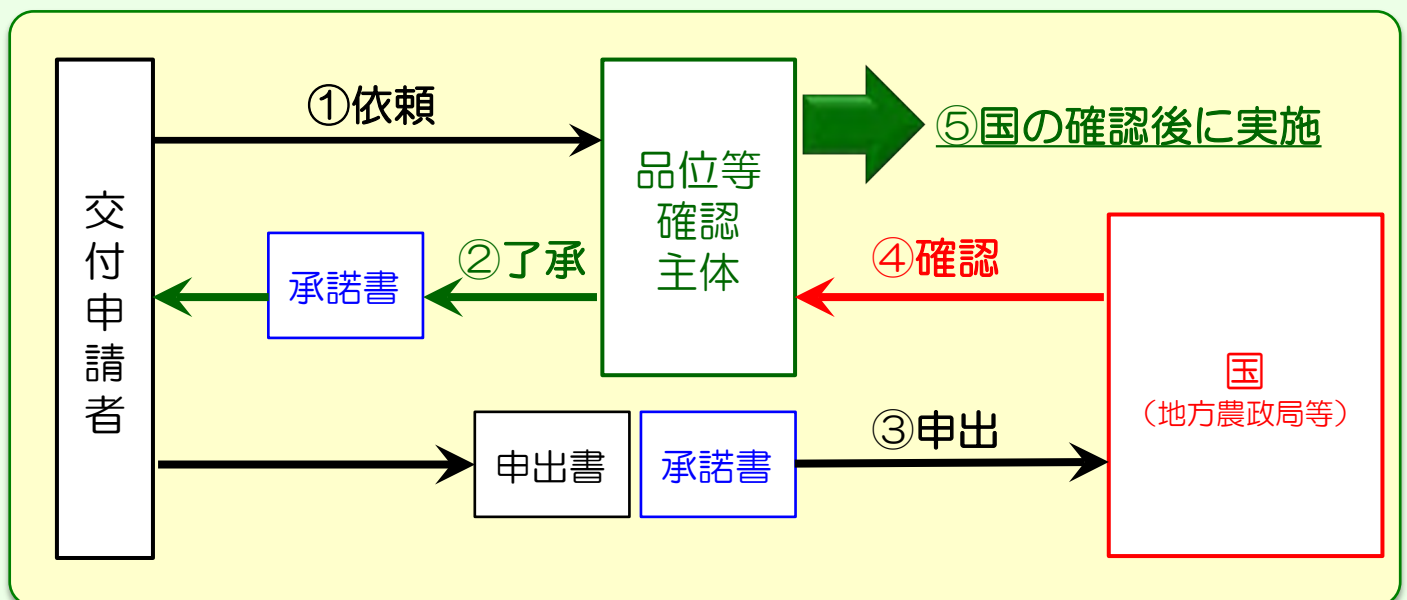 ①依頼
⑤国の確認後に実施
交付申請者
品位等
確認
主体
②了承
承諾書
④確認
国
(地方農政局等)
③申出
申出書
承諾書